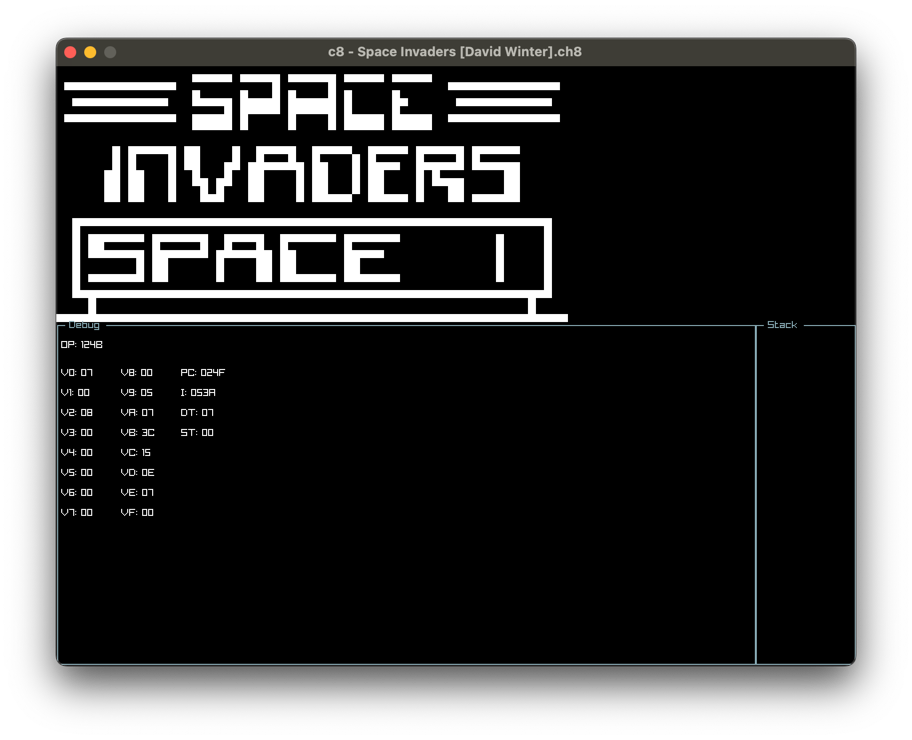 c8 - Space Invaders [David Winter].ch8
SPACE
INVADERS
SPACE I
Debug
Stack
OP: 124B
V0: 07 V8: 00 PC: 024F
V1: 00 V9: 05 I: 053A
V2: 08 VA: 07 DT: 07
V3: 00 VB: 3C ST: 00
V4: 00 VC: 15
V5: 00 VD: 0E
V6: 00 VE: 07
V7: 00 VF: 00